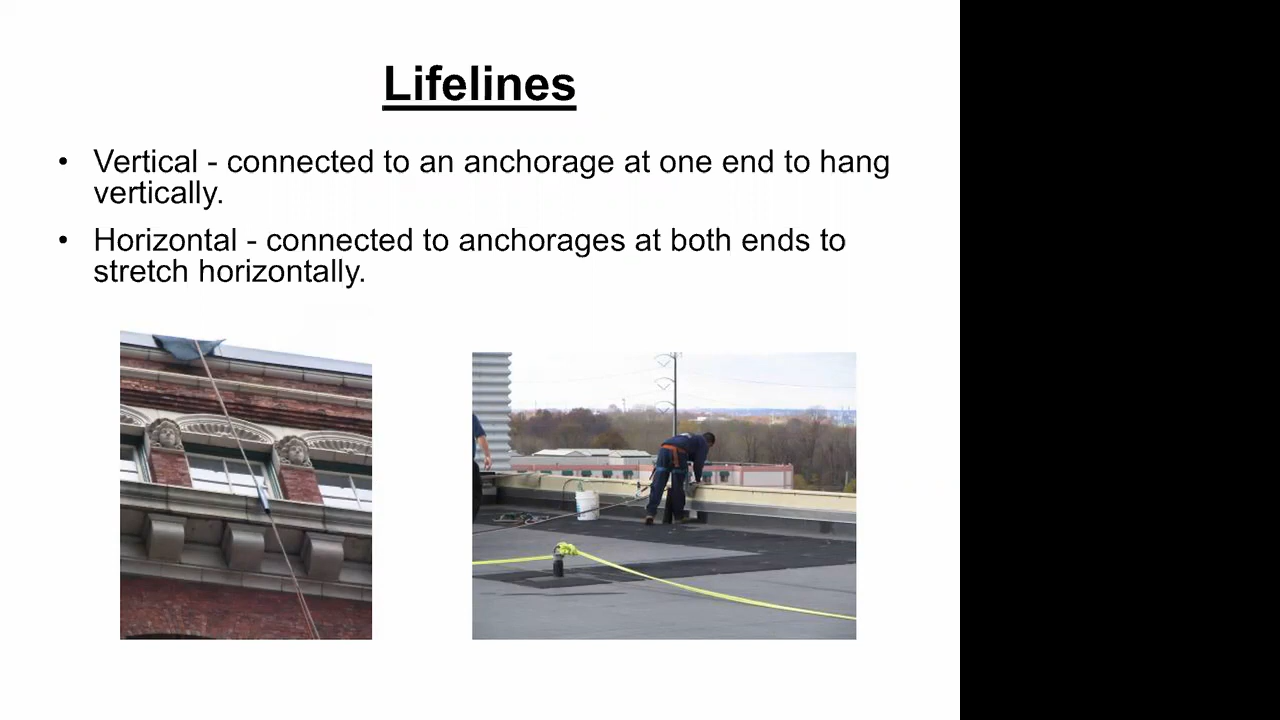 Lifelines
• Vertical - connected to an anchorage at one end to hang
vertically.
• Horizontal - connected to anchorages at both ends to
stretch horizontally.